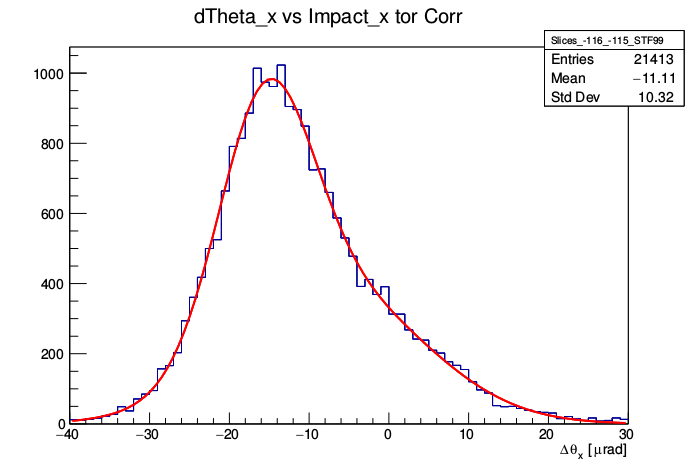 dTheta_x vs Impact_x tor Corr
Slices_-116_-115_STF99
Entries 21413
Mean −11.11
Std Dev 10.32
1000
800
600
400
200
0
−40 −30 −20 −10 0 10 20 30
Δθx [μrad]